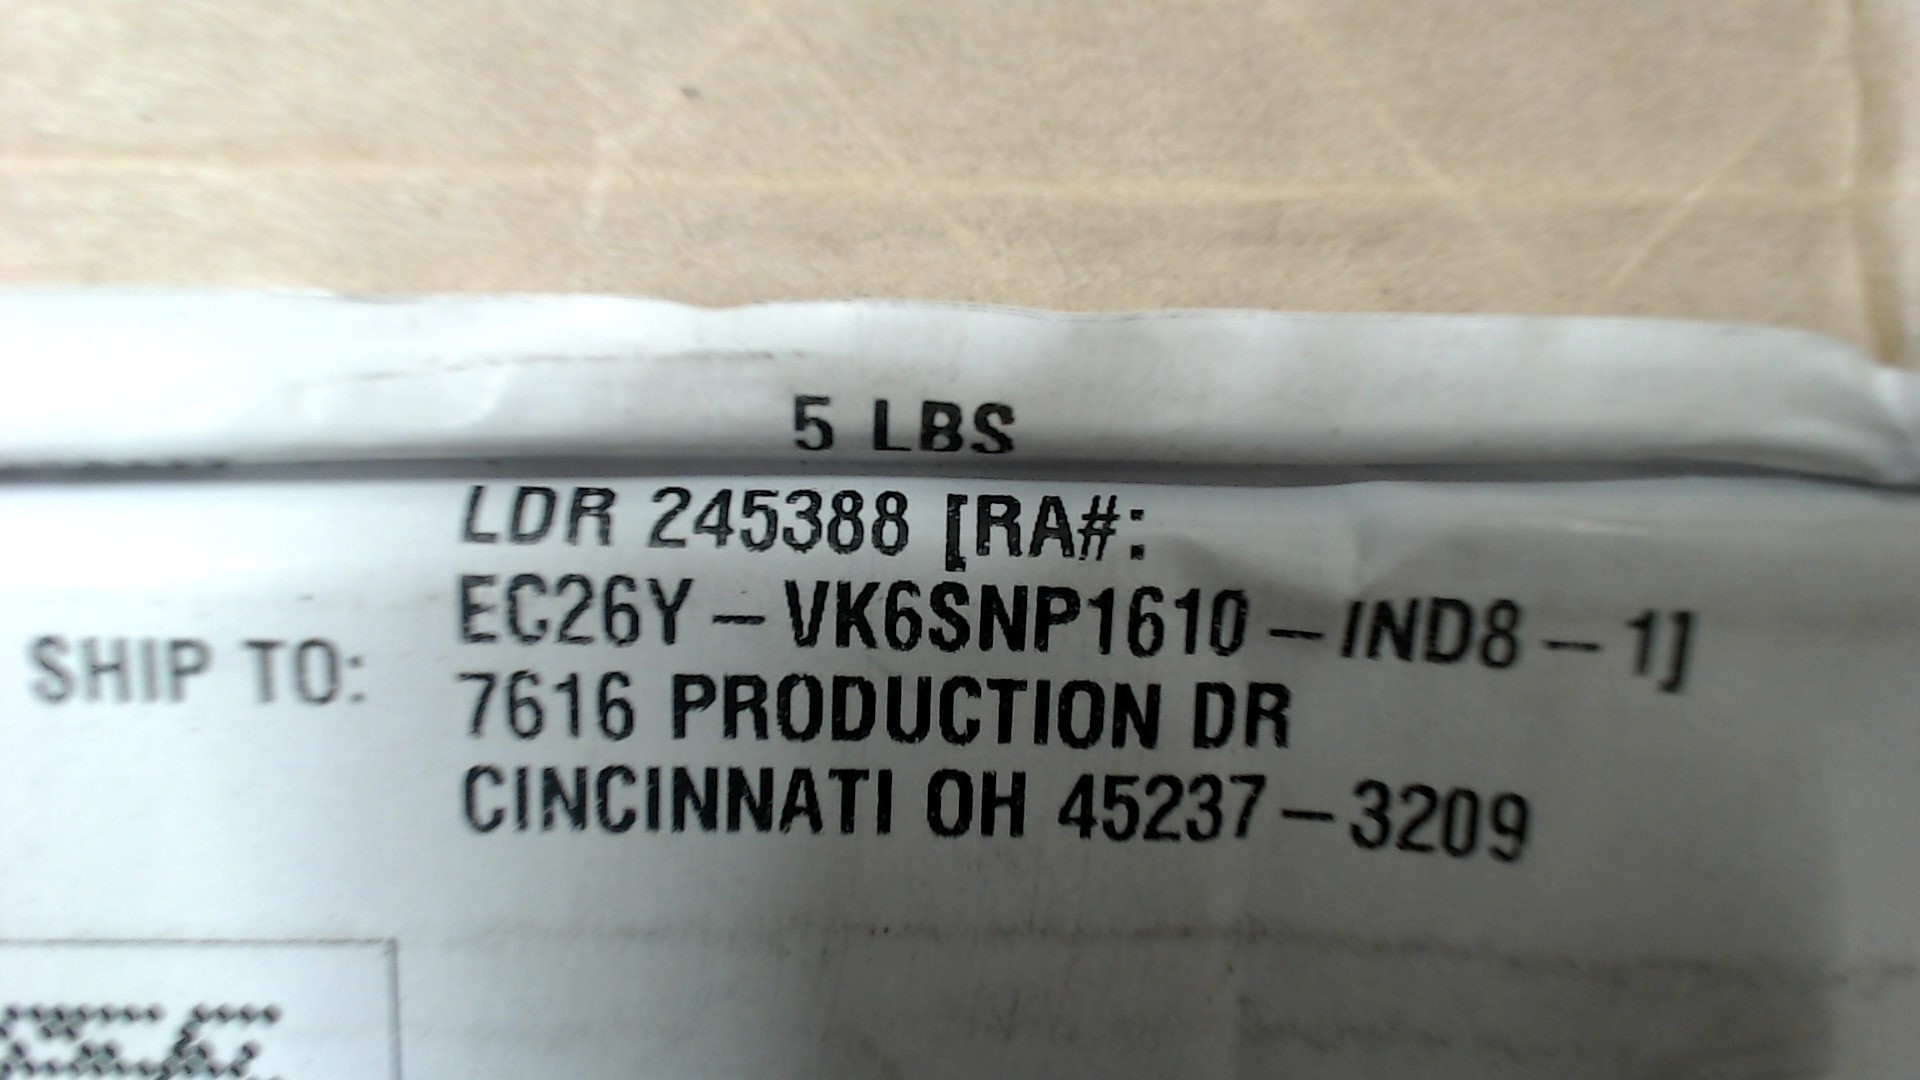 5 LBS
LDR 245388 [RA#:
EC26Y-VK6SNP1610-IND8-1]
SHIP TO:
7616 PRODUCTION DR
CINCINNATI OH 45237-3209